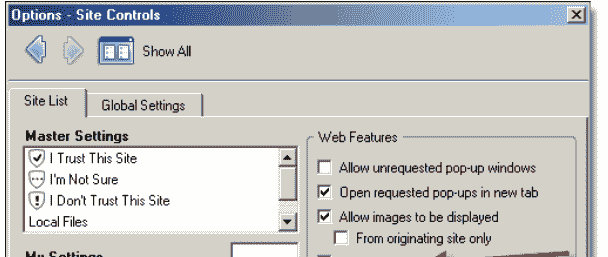 Options - Site Controls
Show All
Site List
Global Settings
Master Settings
I Trust This Site
I'm Not Sure
I Don't Trust This Site
Local Files
My Settings
Web Features
Allow unrequested pop-up windows
Open requested pop-ups in new tab
Allow images to be displayed
From originating site only